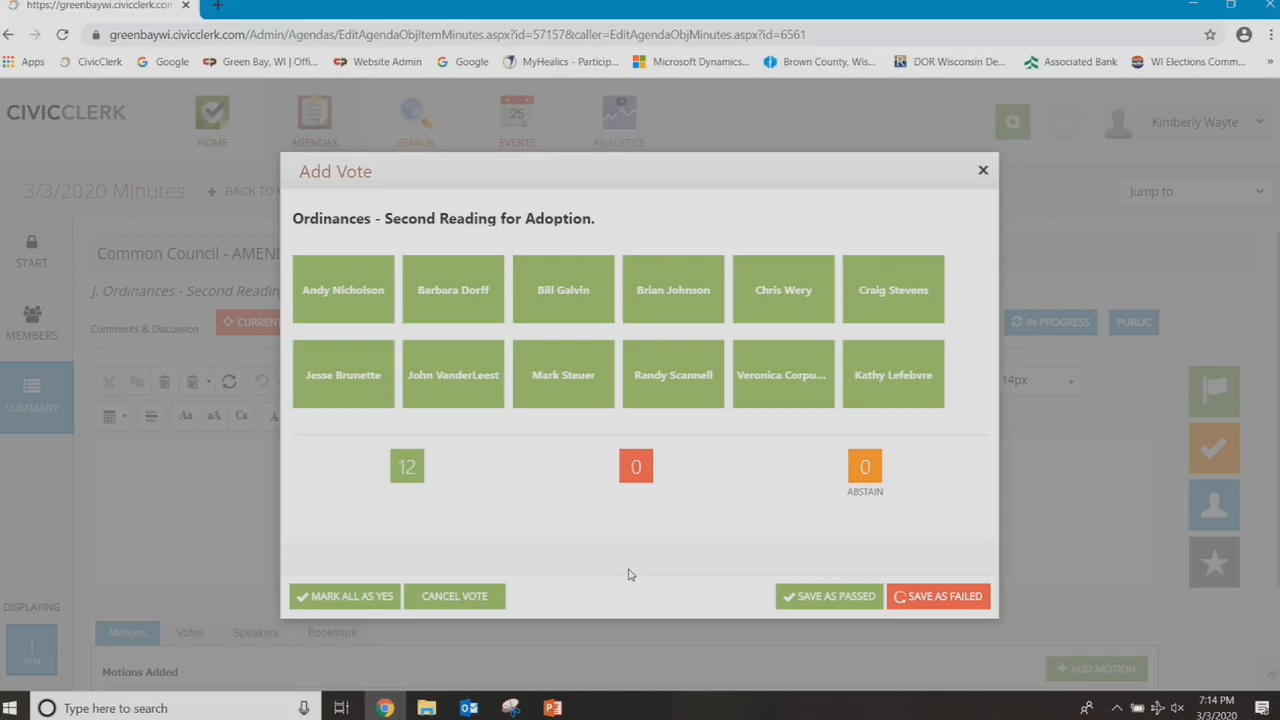 https://greenbaywi.civicclerk.com
greenbaywi.civicclerk.com/Admin/Agendas/EditAgendaObjItemMinutes.aspx?id=57157&caller=EditAgendaObjMinutes.aspx?id=6561
Apps CivicClerk Google Green Bay, WI | Offi... Website Admin Google MyHealics - Particip... Microsoft Dynamics... Brown County, Wis... DOR Wisconsin De... Associated Bank WI Elections Comm... »
CIVICCLERK
25
Kimberly Wayte
HOME AGENDAS SEARCH EVENTS ANALYTICS
Add Vote
3/3/2020 Minutes BACK TO Jump to
Ordinances - Second Reading for Adoption.
START
Common Council - AMEND
J. Ordinances - Second Readin
Andy Nicholson Barbara Dorff Bill Galvin Brian Johnson Chris Wery Craig Stevens
MEMBERS
Comments & Discussion CURRENT IN PROGRESS PUBLIC
Jesse Brunette John VanderLeest Mark Steuer Randy Scannell Veronica Corpu... Kathy Lefebvre
14px
SUMMARY
Aa aA Ca A
12 0 0
ABSTAIN
MARK ALL AS YES CANCEL VOTE SAVE AS PASSED SAVE AS FAILED
DISPLAYING
Motions Votes Speakers Bookmark
ITEM
Motions Added + ADD MOTION
Type here to search
7:14 PM
3/3/2020